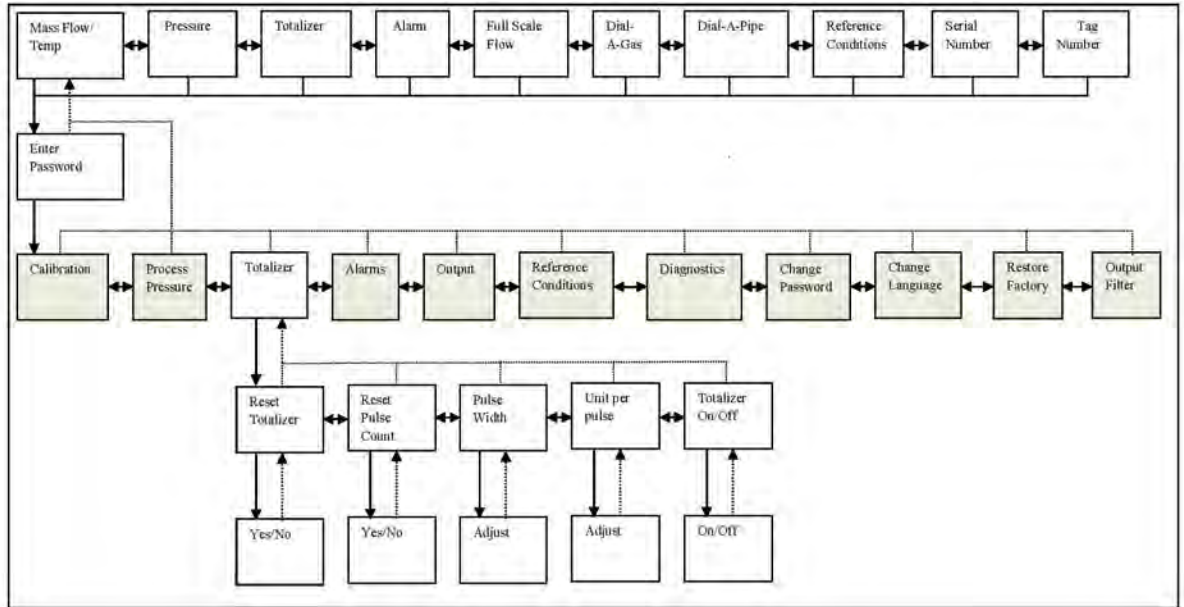 Mass Flow/
Temp
Pressure
Totalizer
Alarm
Full Scale
Flow
Dial-
A-Gas
Dial-A-Pipe
Reference
Conditions
Serial
Number
Tag
Number
Enter
Password
Calibration
Process
Pressure
Totalizer
Alarms
Output
Reference
Conditions
Diagnostics
Change
Password
Change
Language
Restore
Factory
Output
Filter
Reset
Totalizer
Reset
Pulse
Count
Pulse
Width
Unit per
pulse
Totalizer
On/Off
Yes/No
Yes/No
Adjust
Adjust
On/Off